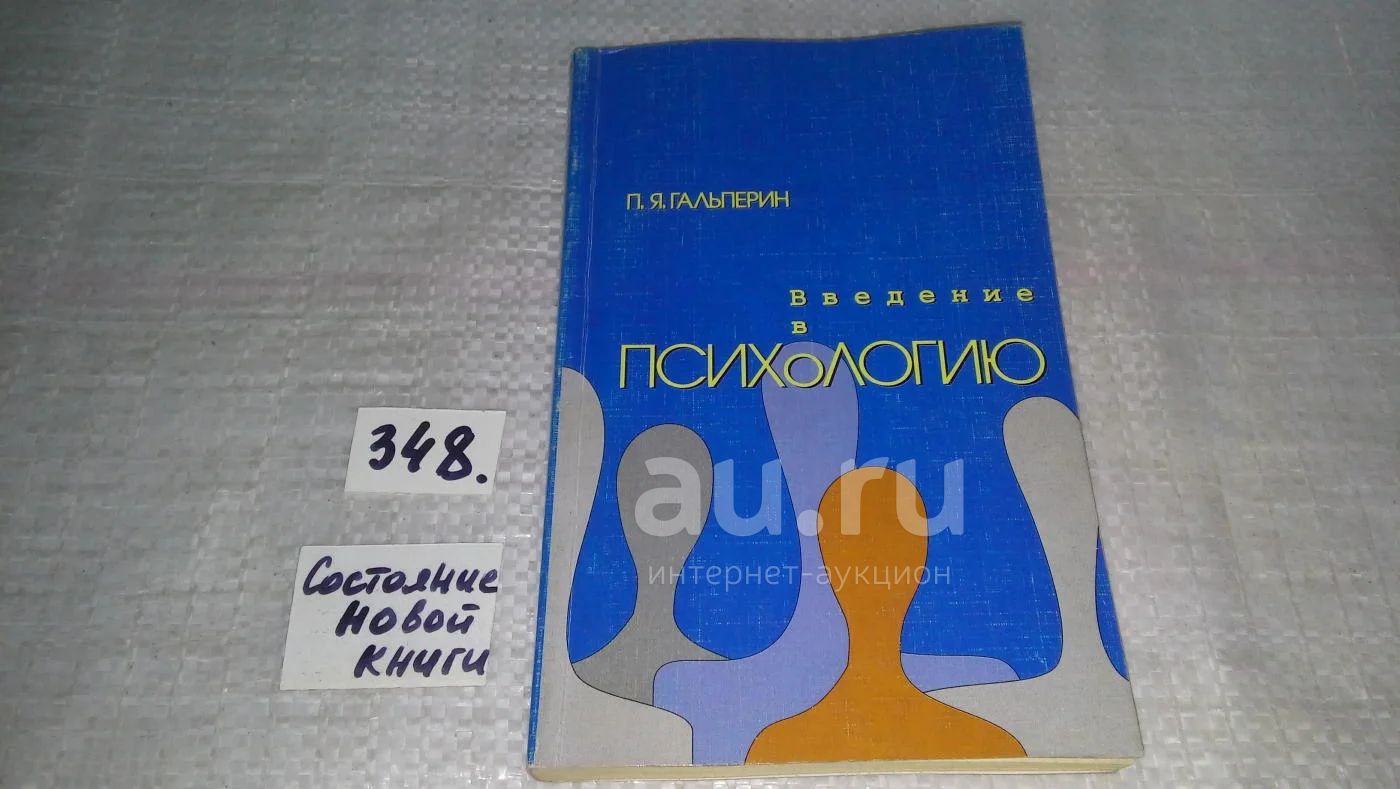 П. Я. ГАЛЬПЕРИН
Введение
в
ПСИХоЛОГИЮ
348.
Состояние
новой
книги
au.ru
интернет-аукцион